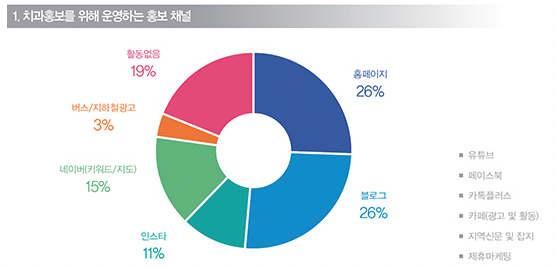 1. 치과홍보를 위해 운영하는 홍보 채널
활동없음
19%
홈페이지
26%
버스/지하철광고
3%
네이버(키워드/지도)
15%
인스타
11%
블로그
26%
■ 유튜브
■ 페이스북
■ 카톡플러스
■ 카페(광고 및 활동)
■ 지역신문 및 잡지
■ 제휴마케팅